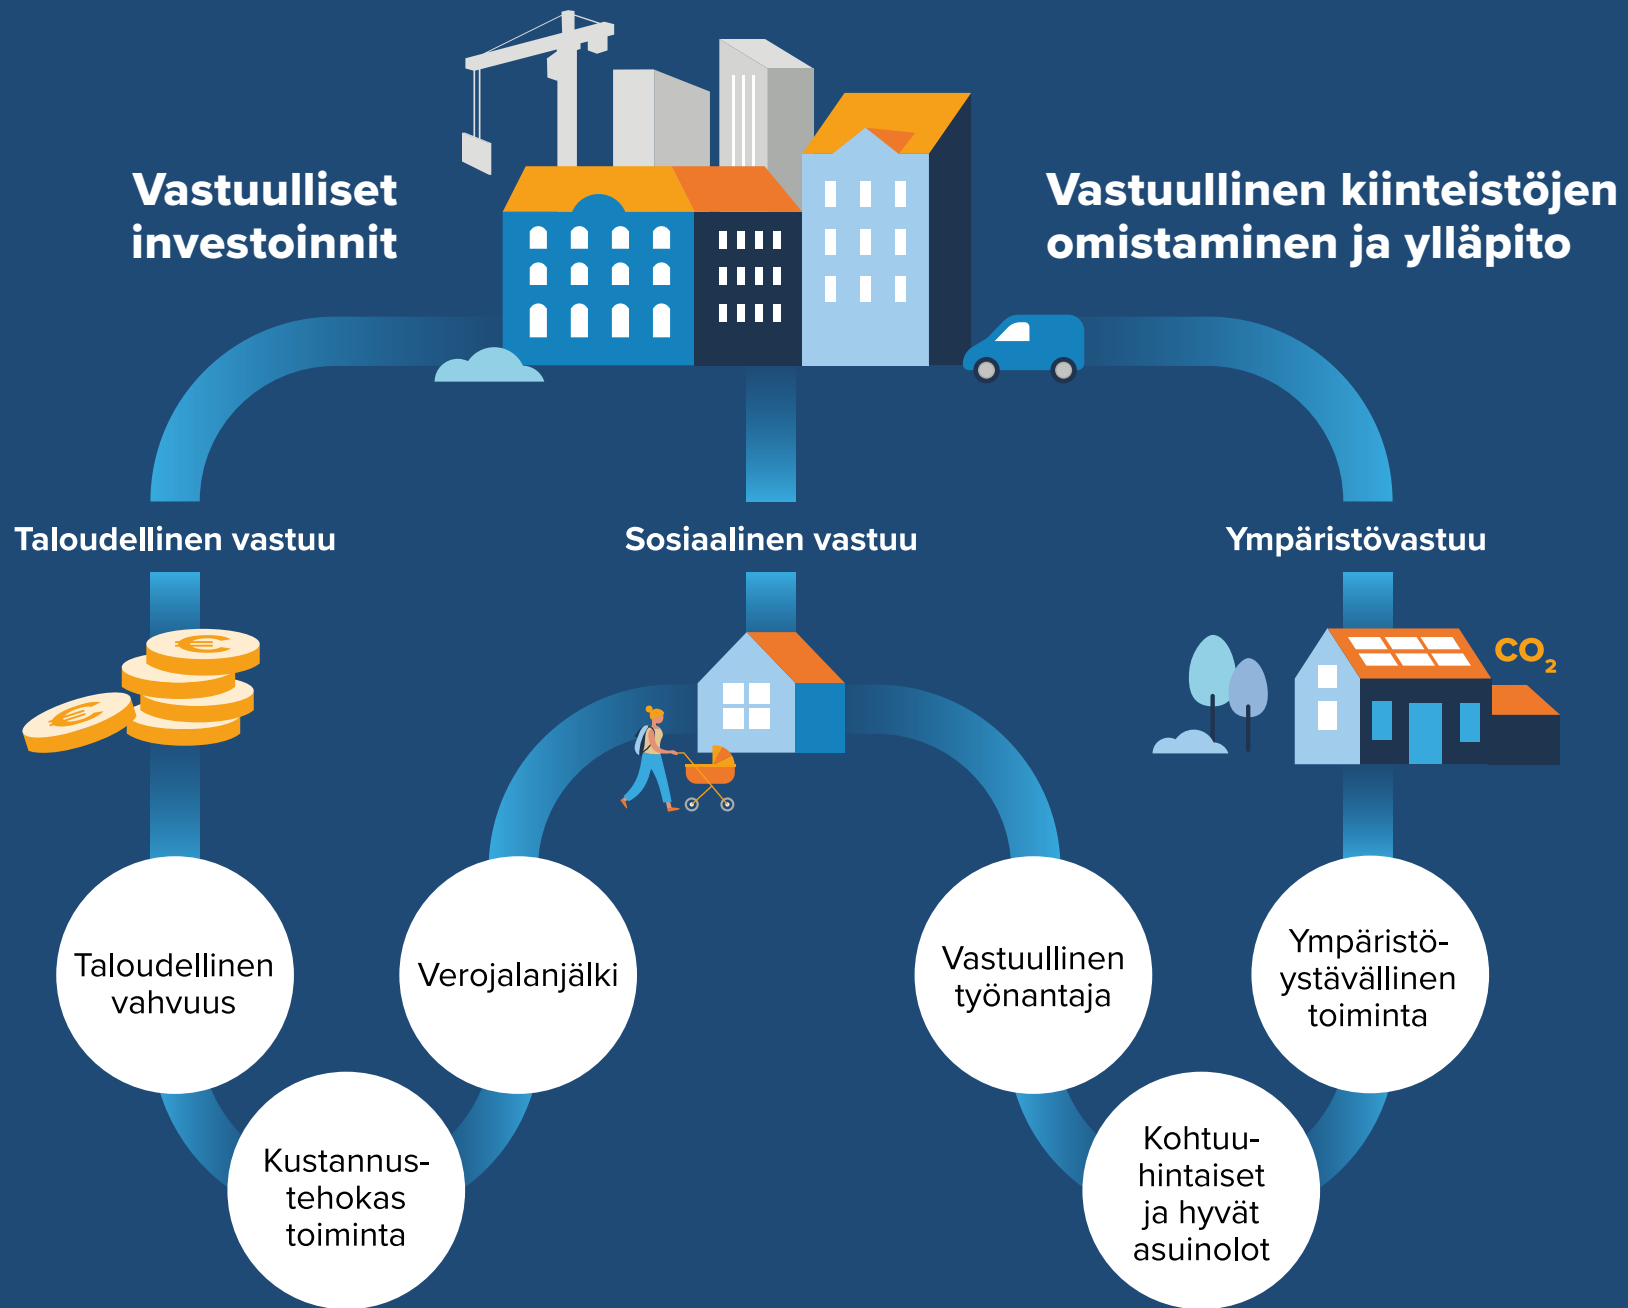 Vastuulliset
investoinnit
Vastuullinen kiinteistöjen
omistaminen ja ylläpito
Taloudellinen vastuu
Sosiaalinen vastuu
Ympäristövastuu
CO₂
Taloudellinen
vahvuus
Kustannus-
tehokas
toiminta
Verojalanjälki
Vastuullinen
työnantaja
Kohtuu-
hintaiset
ja hyvät
asuinolot
Ympäristö-
ystävällinen
toiminta